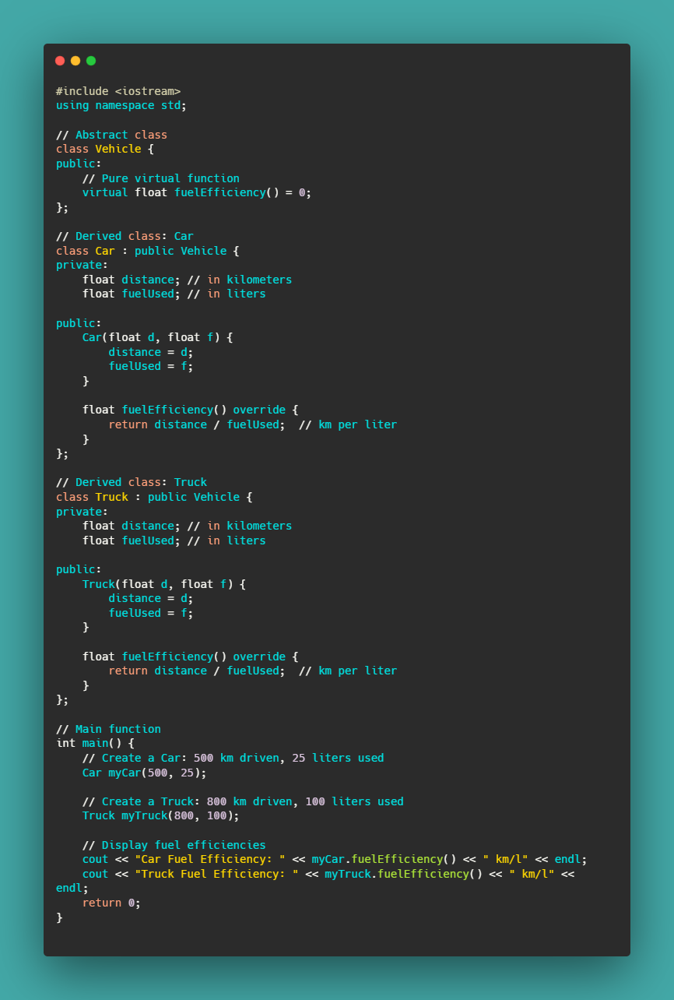 #include <iostream>
using namespace std;

// Abstract class
class Vehicle {
public:
    // Pure virtual function
    virtual float fuelEfficiency() = 0;
};

// Derived class: Car
class Car : public Vehicle {
private:
    float distance; // in kilometers
    float fuelUsed; // in liters

public:
    Car(float d, float f) {
        distance = d;
        fuelUsed = f;
    }

    float fuelEfficiency() override {
        return distance / fuelUsed;  // km per liter
    }
};

// Derived class: Truck
class Truck : public Vehicle {
private:
    float distance; // in kilometers
    float fuelUsed; // in liters

public:
    Truck(float d, float f) {
        distance = d;
        fuelUsed = f;
    }

    float fuelEfficiency() override {
        return distance / fuelUsed;  // km per liter
    }
};

// Main function
int main() {
    // Create a Car: 500 km driven, 25 liters used
    Car myCar(500, 25);

    // Create a Truck: 800 km driven, 100 liters used
    Truck myTruck(800, 100);

    // Display fuel efficiencies
    cout << "Car Fuel Efficiency: " << myCar.fuelEfficiency() << " km/l" << endl;
    cout << "Truck Fuel Efficiency: " << myTruck.fuelEfficiency() << " km/l" <<
endl;
    return 0;
}